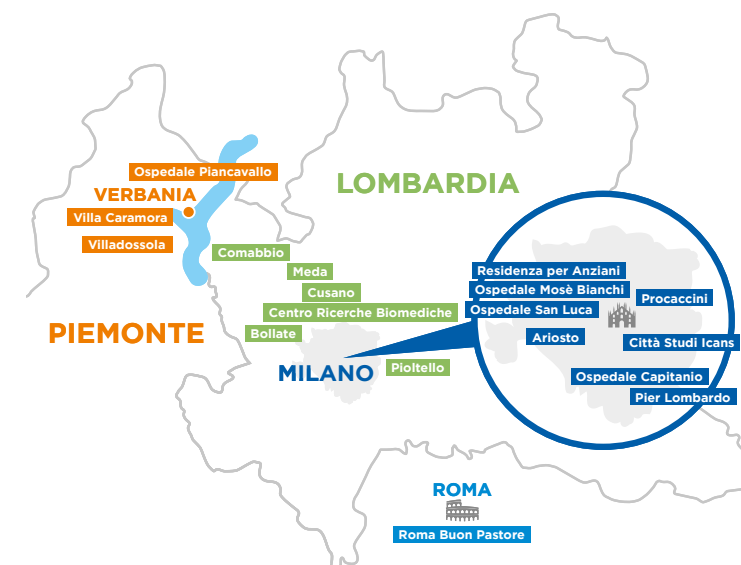 Ospedale Piancavallo
LOMBARDIA
VERBANIA
Villa Caramora
Villadossola
Comabbio
Meda
Cusano
Centro Ricerche Biomediche
Bollate
PIEMONTE
MILANO
Pioltello
Residenza per Anziani
Ospedale Mosè Bianchi
Procaccini
Ospedale San Luca
Ariosto
Città Studi Icans
Ospedale Capitanio
Pier Lombardo
ROMA
Roma Buon Pastore